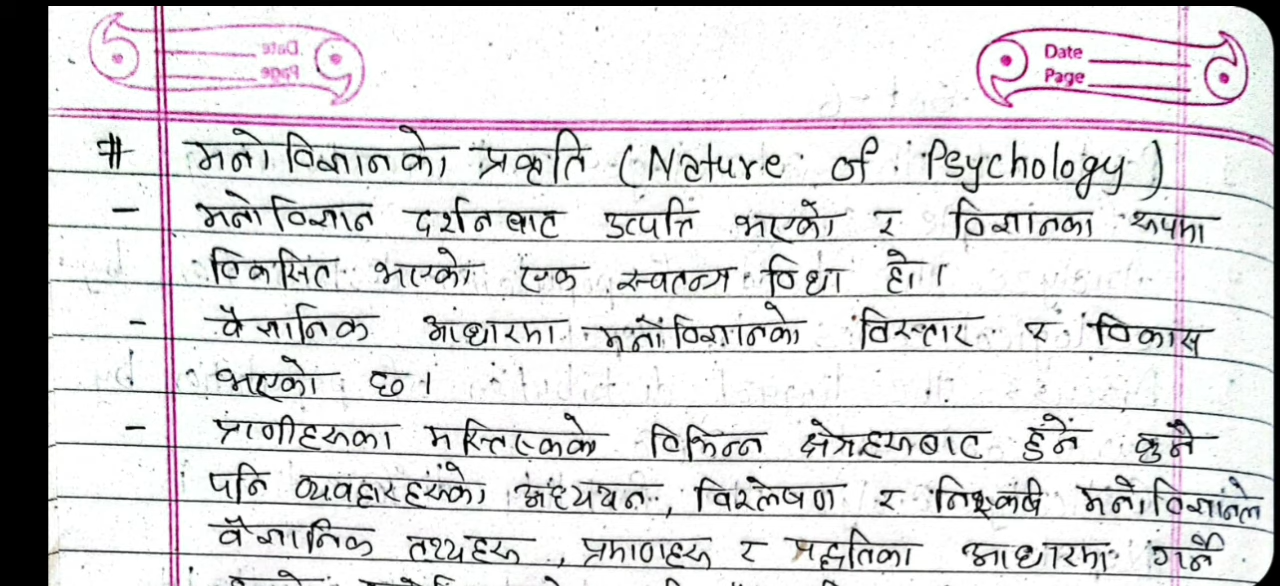 Date
Page
# मनोविज्ञानको प्रकृति (Nature of Psychology)
- मनोविज्ञान दर्शनबाट उत्पत्ति भएको र विज्ञानका रूपमा
विकसित भएको एक स्वतन्त्र विधा हो।
- वैज्ञानिक आधारमा मनोविज्ञानको विस्तार र विकास
भएको छ।
- प्राणीहरूका मस्तिष्कको विभिन्न क्षेत्रहरूबाट हुने कुनै
पनि व्यवहारहरूको अध्ययन, विश्लेषण र निष्कर्ष मनोविज्ञानले
वैज्ञानिक तथ्यहरू, प्रमाणहरू र पद्धतिका आधारमा गर्ने